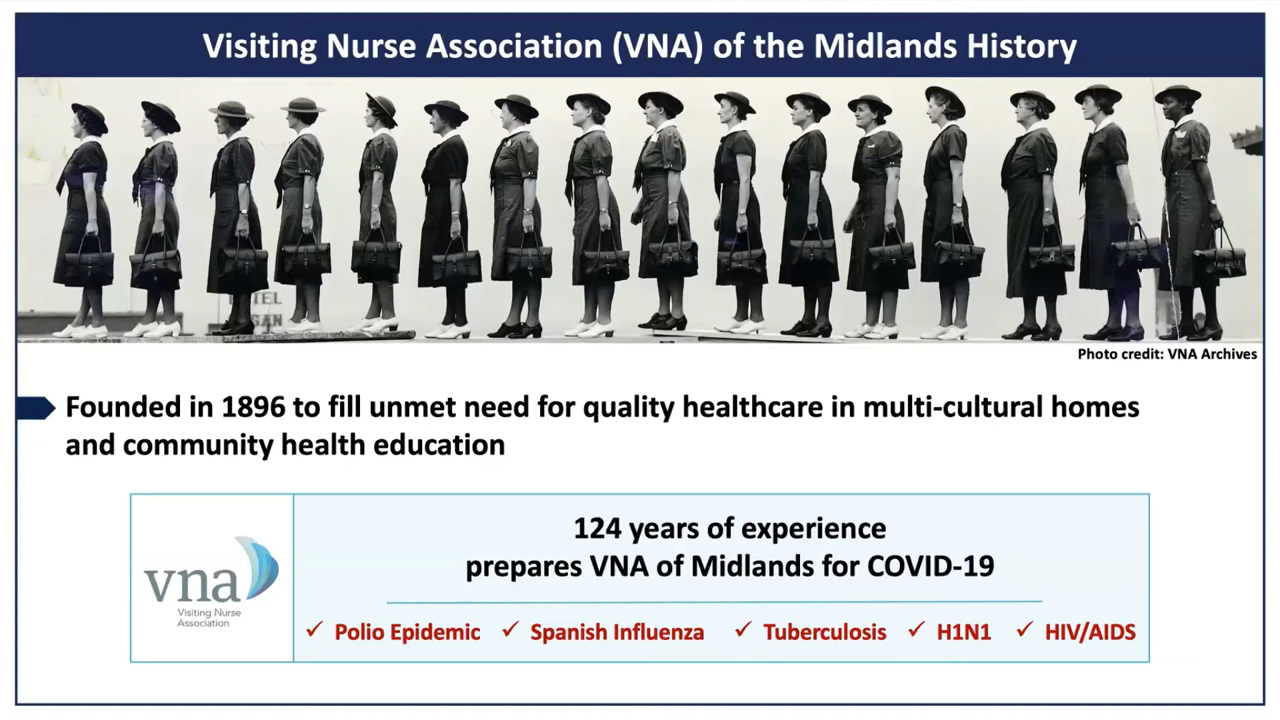 Visiting Nurse Association (VNA) of the Midlands History
Photo credit: VNA Archives
Founded in 1896 to fill unmet need for quality healthcare in multi-cultural homes
and community health education
vna
Visiting Nurse
Association
124 years of experience
prepares VNA of Midlands for COVID-19
✓ Polio Epidemic ✓ Spanish Influenza ✓ Tuberculosis ✓ H1N1 ✓ HIV/AIDS